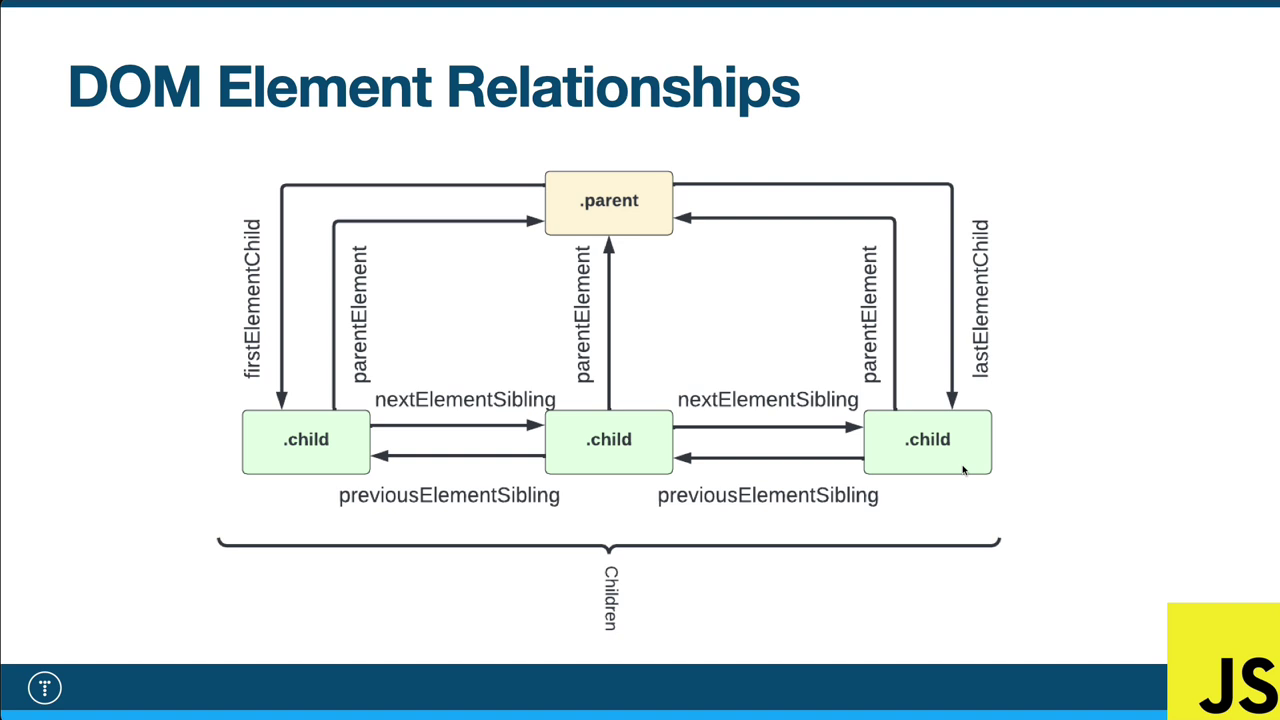 DOM Element Relationships
.parent
firstElementChild
parentElement
parentElement
parentElement
lastElementChild
nextElementSibling
nextElementSibling
.child
.child
.child
previousElementSibling
previousElementSibling
Children
T
JS